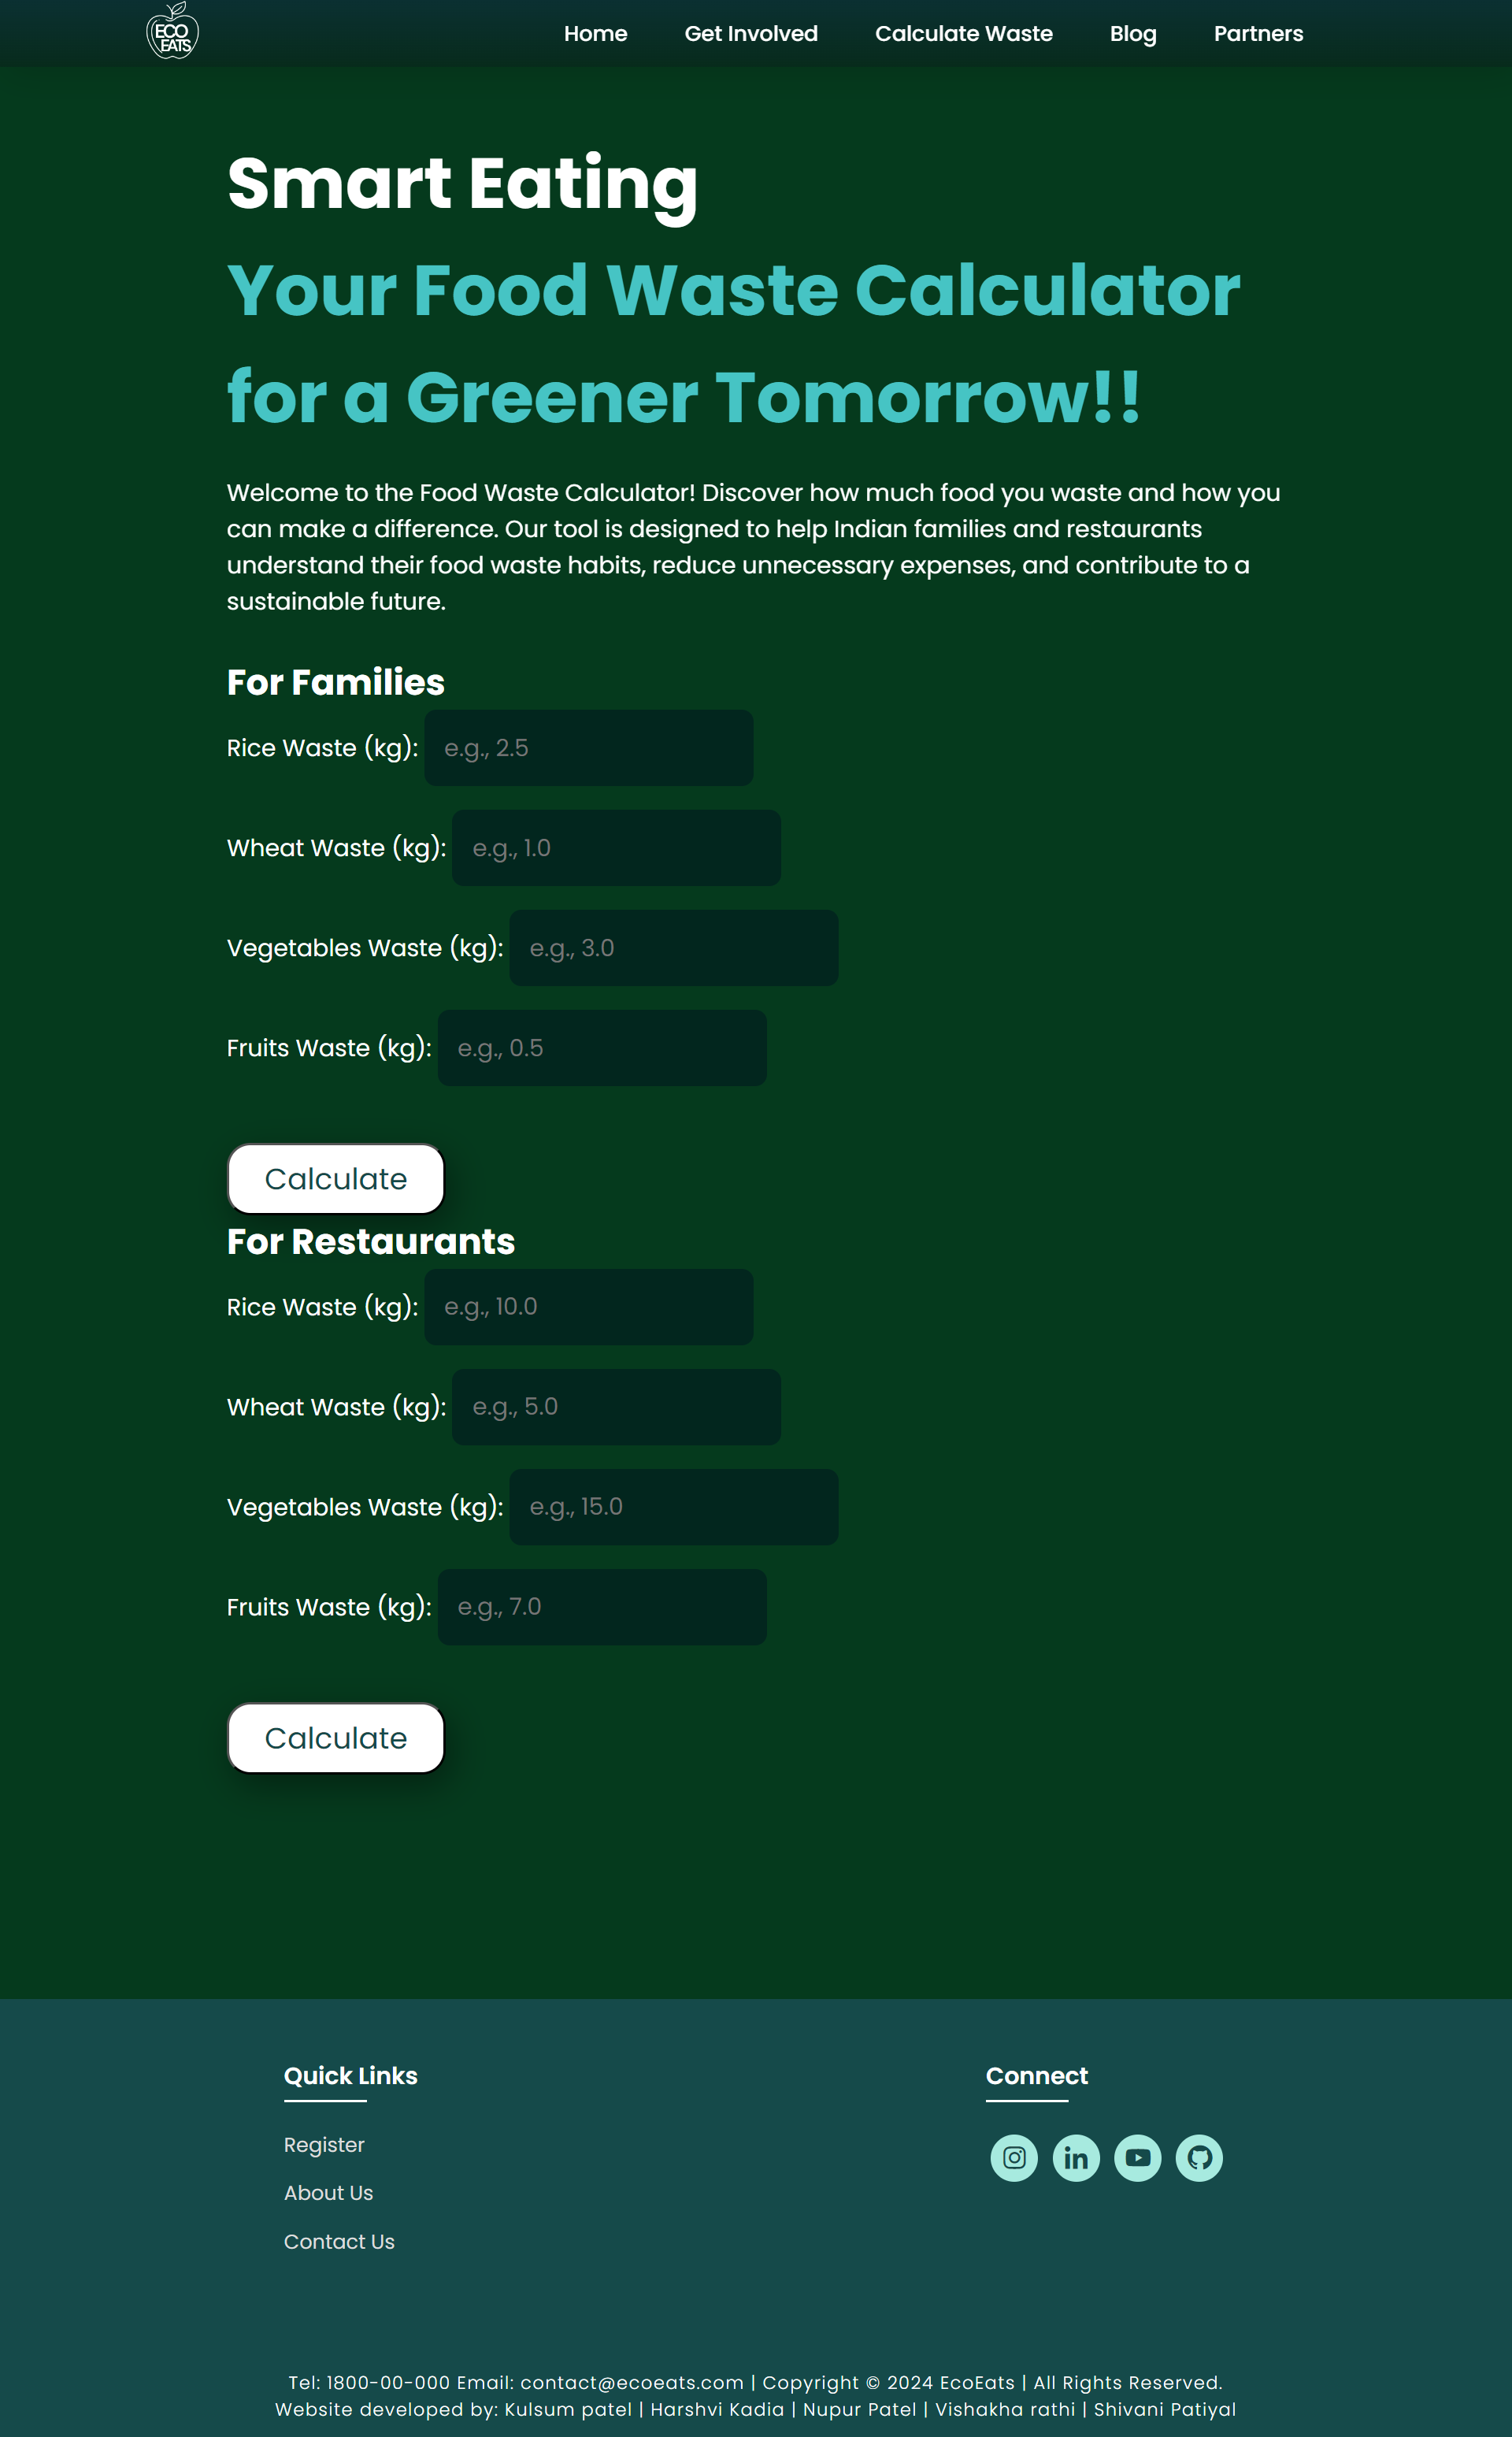 ECO
EATS
Home Get Involved Calculate Waste Blog Partners
Smart Eating
Your Food Waste Calculator
for a Greener Tomorrow!!
Welcome to the Food Waste Calculator! Discover how much food you waste and how you
can make a difference. Our tool is designed to help Indian families and restaurants
understand their food waste habits, reduce unnecessary expenses, and contribute to a
sustainable future.
For Families
Rice Waste (kg): e.g., 2.5
Wheat Waste (kg): e.g., 1.0
Vegetables Waste (kg): e.g., 3.0
Fruits Waste (kg): e.g., 0.5
Calculate
For Restaurants
Rice Waste (kg): e.g., 10.0
Wheat Waste (kg): e.g., 5.0
Vegetables Waste (kg): e.g., 15.0
Fruits Waste (kg): e.g., 7.0
Calculate
Quick Links
Register
About Us
Contact Us
Connect
in
Tel: 1800-00-000 Email: contact@ecoeats.com | Copyright © 2024 EcoEats | All Rights Reserved.
Website developed by: Kulsum patel | Harshvi Kadia | Nupur Patel | Vishakha rathi | Shivani Patiyal